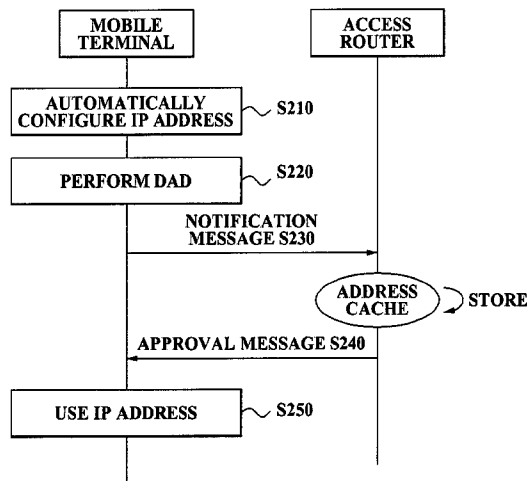 MOBILE
TERMINAL
ACCESS
ROUTER
AUTOMATICALLY
CONFIGURE IP ADDRESS
S210
PERFORM DAD
S220
NOTIFICATION
MESSAGE S230
ADDRESS
CACHE
STORE
APPROVAL MESSAGE S240
USE IP ADDRESS
S250